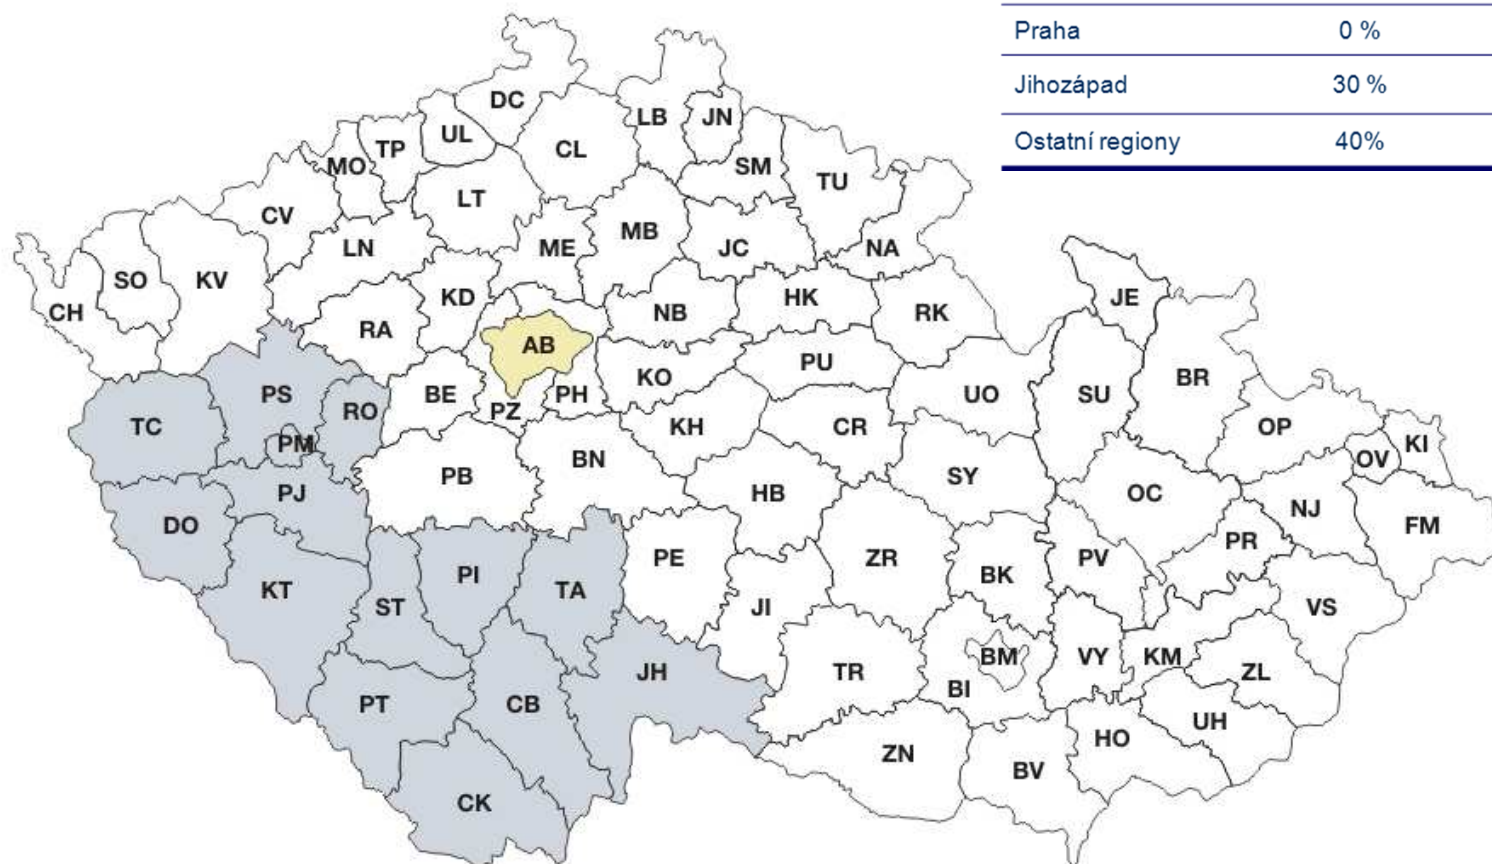 Praha 0 %
Jihozápad 30 %
Ostatní regiony 40%
DC
LB
JN
UL
TP
CL
MO
SM
TU
LT
CV
LN
ME
MB
JC
NA
SO
KV
CH
KD
NB
HK
JE
RK
RA
AB
PU
KO
BR
PS
BE
PH
UO
SU
RO
PZ
TC
KH
CR
OP
PM
KI
BN
OV
PB
SY
HB
PJ
OC
NJ
DO
FM
PR
PE
ZR
PV
PI
BK
KT
TA
ST
JI
VS
BM
VY
KM
JH
TR
ZL
BI
PT
CB
UH
HO
ZN
BV
CK